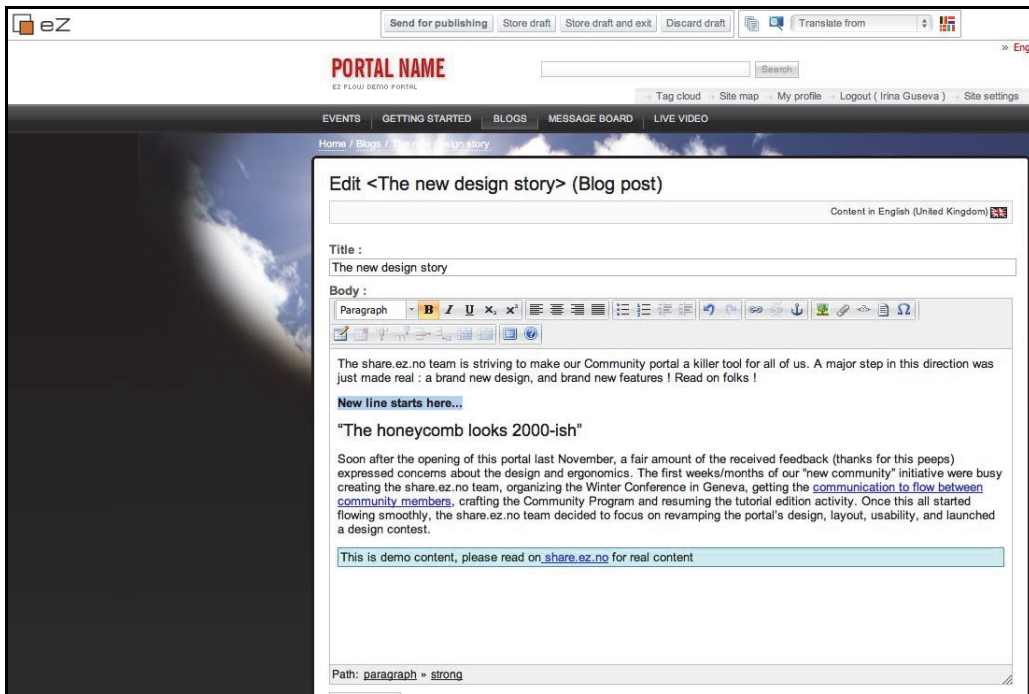 eZ
Send for publishing Store draft Store draft and exit Discard draft Translate from
» Eng
PORTAL NAME
EZ FLOW DEMO PORTAL
Search
Tag cloud Site map My profile Logout ( Irina Guseva ) Site settings
EVENTS GETTING STARTED BLOGS MESSAGE BOARD LIVE VIDEO
Home / Blogs / The new design story
Edit <The new design story> (Blog post)
Content in English (United Kingdom)
Title :
The new design story
Body :
Paragraph B I U X₂ X² Ω
The share.ez.no team is striving to make our Community portal a killer tool for all of us. A major step in this direction was
just made real : a brand new design, and brand new features ! Read on folks !
New line starts here...
“The honeycomb looks 2000-ish”
Soon after the opening of this portal last November, a fair amount of the received feedback (thanks for this peeps)
expressed concerns about the design and ergonomics. The first weeks/months of our “new community” initiative were busy
creating the share.ez.no team, organizing the Winter Conference in Geneva, getting the communication to flow between
community members, crafting the Community Program and resuming the tutorial edition activity. Once this all started
flowing smoothly, the share.ez.no team decided to focus on revamping the portal’s design, layout, usability, and launched
a design contest.
This is demo content, please read on share.ez.no for real content
Path: paragraph » strong